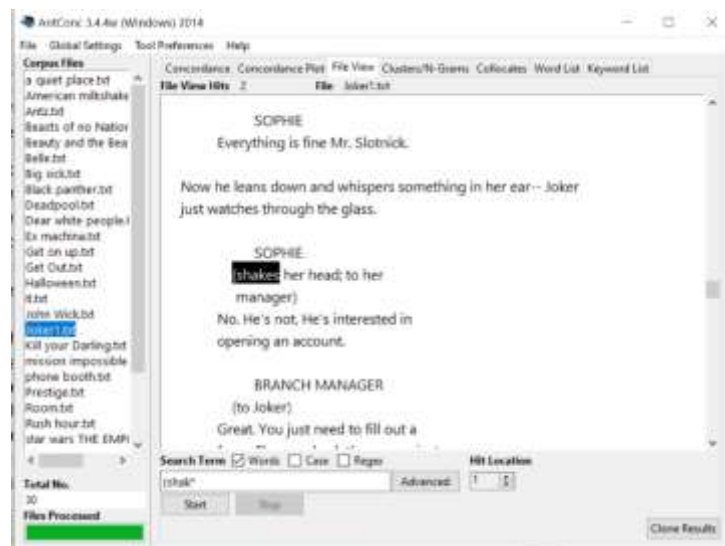 AntConc 3.4.4w (Windows) 2014
File Global Settings Tool Preferences Help
Corpus Files
a quiet place.txt
American milkshake
Antz.txt
Beasts of no Nation
Beauty and the Bea
Belle.txt
Big sick.txt
Black panther.txt
Deadpool.txt
Dear white people.t
Ex machina.txt
Get on up.txt
Get Out.txt
Halloween.txt
it.txt
John Wick.txt
Joker1.txt
Kill your Darling.txt
mission impossible
phone booth.txt
Prestige.txt
Room.txt
Rush hour.txt
star wars THE EMPI
Total No.
30
Files Processed
Concordance Concordance Plot File View Clusters/N-Grams Collocates Word List Keyword List
File View Hits 2 File Joker1.txt
SOPHIE
Everything is fine Mr. Slotnick.
Now he leans down and whispers something in her ear-- Joker
just watches through the glass.
SOPHIE
(shakes her head; to her
manager)
No. He's not, He's interested in
opening an account.
BRANCH MANAGER
(to Joker)
Great. You just need to fill out a
Search Term Words Case Regex Hit Location
shak* Advanced 1
Start Stop
Clone Results